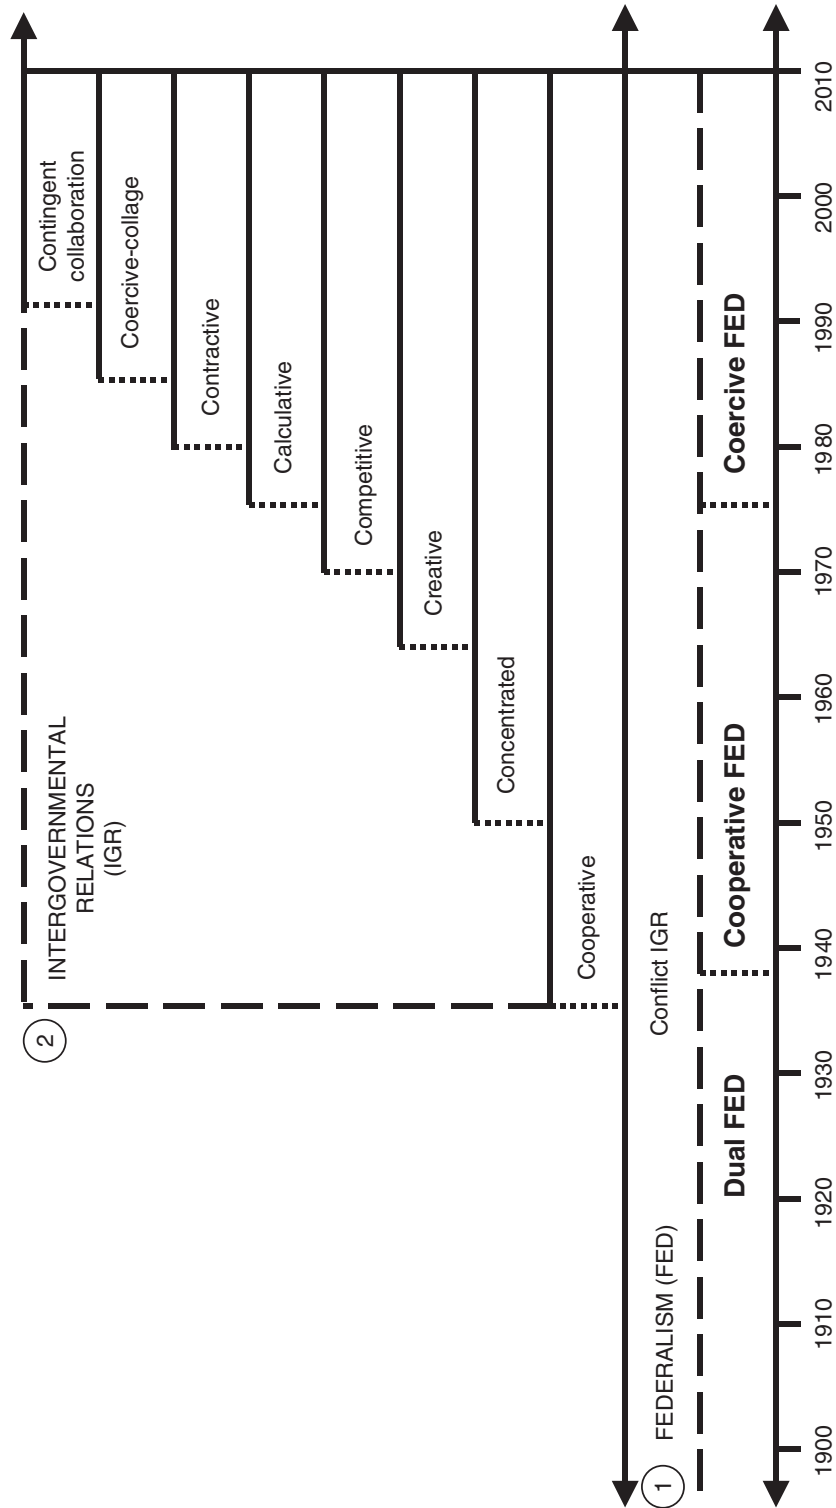 2
INTERGOVERNMENTAL
RELATIONS
(IGR)
Contingent
collaboration
Coercive-collage
Contractive
Calculative
Competitive
Creative
Concentrated
Cooperative
1
FEDERALISM (FED)
Conflict IGR
Dual FED
Cooperative FED
Coercive FED
1900
1910
1920
1930
1940
1950
1960
1970
1980
1990
2000
2010